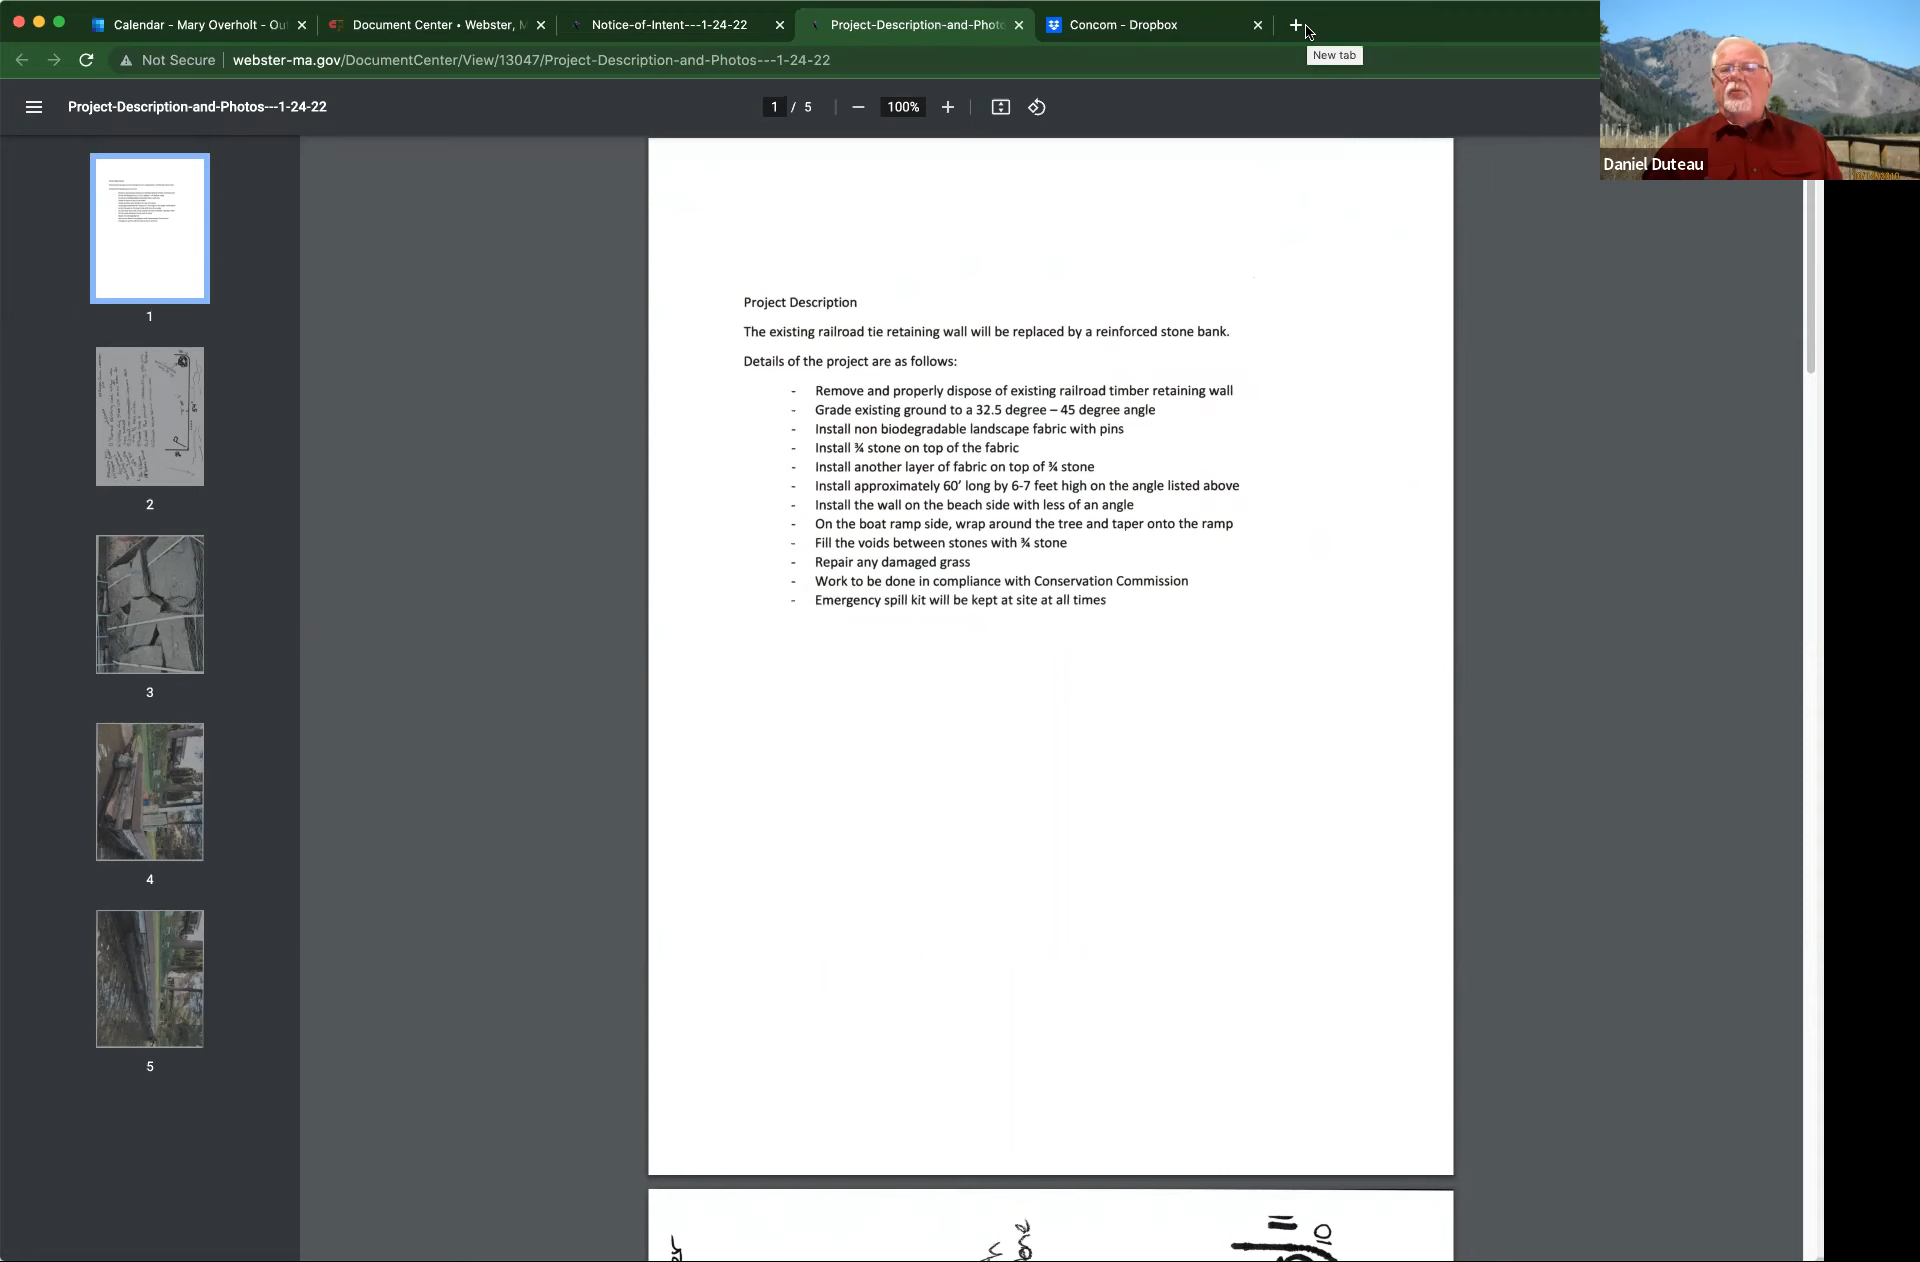 Calendar - Mary Overholt - Ou
Document Center • Webster, M
Notice-of-Intent---1-24-22
Project-Description-and-Photo
Concom - Dropbox
New tab
Not Secure
webster-ma.gov/DocumentCenter/View/13047/Project-Description-and-Photos---1-24-22
Project-Description-and-Photos---1-24-22
1 / 5
100%
Daniel Duteau
1
2
3
4
5
Project Description
The existing railroad tie retaining wall will be replaced by a reinforced stone bank.
Details of the project are as follows:
- Remove and properly dispose of existing railroad timber retaining wall
- Grade existing ground to a 32.5 degree – 45 degree angle
- Install non biodegradable landscape fabric with pins
- Install ¾ stone on top of the fabric
- Install another layer of fabric on top of ¾ stone
- Install approximately 60’ long by 6-7 feet high on the angle listed above
- Install the wall on the beach side with less of an angle
- On the boat ramp side, wrap around the tree and taper onto the ramp
- Fill the voids between stones with ¾ stone
- Repair any damaged grass
- Work to be done in compliance with Conservation Commission
- Emergency spill kit will be kept at site at all times
10